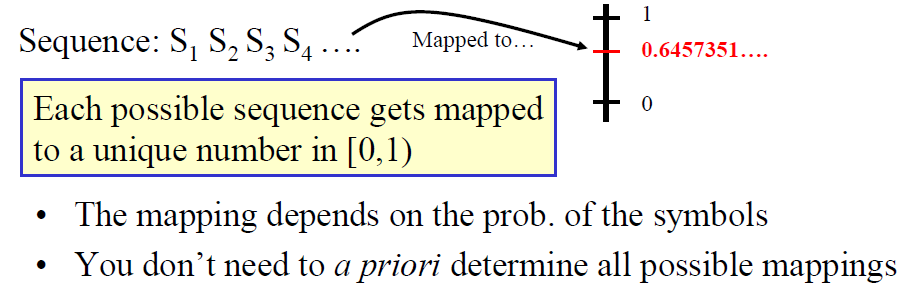 Sequence: S₁ S₂ S₃ S₄ ….
Mapped to…
1
0.6457351….
0
Each possible sequence gets mapped
to a unique number in [0,1)
• The mapping depends on the prob. of the symbols
• You don’t need to a priori determine all possible mappings